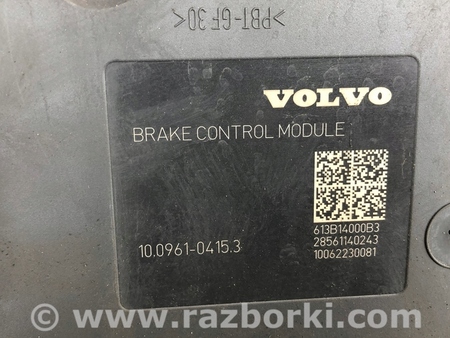 >PBT-GF30<
VOLVO
BRAKE CONTROL MODULE
613B14000B3
10.0961-0415.3
28561140243
10062230081
© www.razborki.com